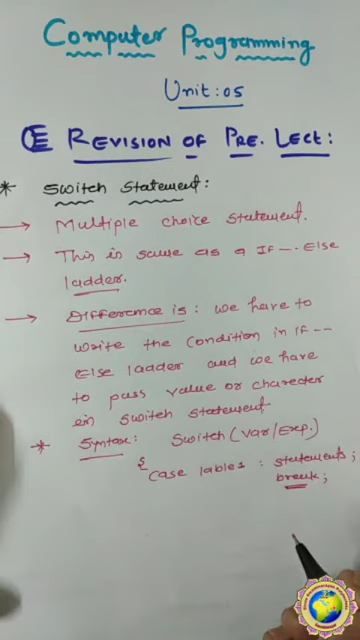 Computer Programming
Unit:05
REVISION OF PRE. LECT:
* Switch Statement:
→ Multiple choice statement.
→ This is same as a IF --. Else
ladder.
→ Difference is: we have to
write the condition in if --
Else ladder and we have
to pass value or charecter
ein switch statement
* Syntax: Switch (Var/Exp.)
{ Case lables : statements;
break;